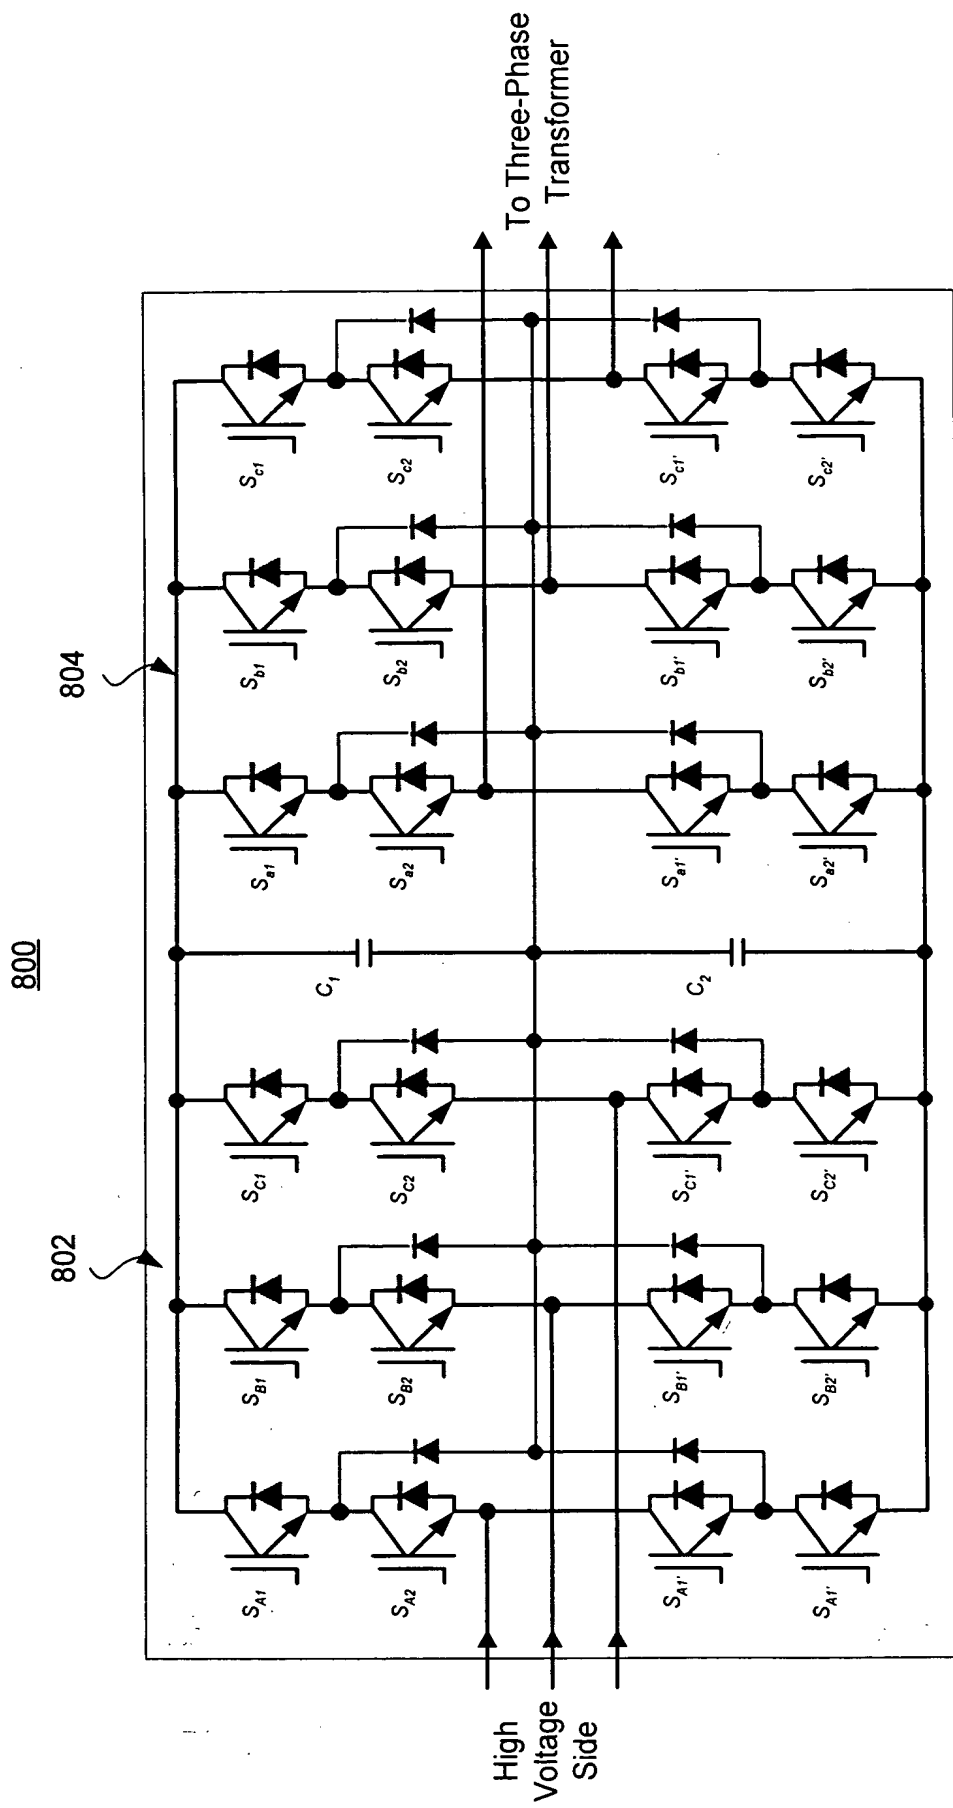 800
802
804
S_A1
S_B1
S_C1
S_a1
S_b1
S_c1
S_A2
S_B2
S_C2
S_a2
S_b2
S_c2
C_1
C_2
High
Voltage
Side
To Three-Phase
Transformer
S_A1'
S_B1'
S_C1'
S_a1'
S_b1'
S_c1'
S_A1'
S_B2'
S_C2'
S_a2'
S_b2'
S_c2'